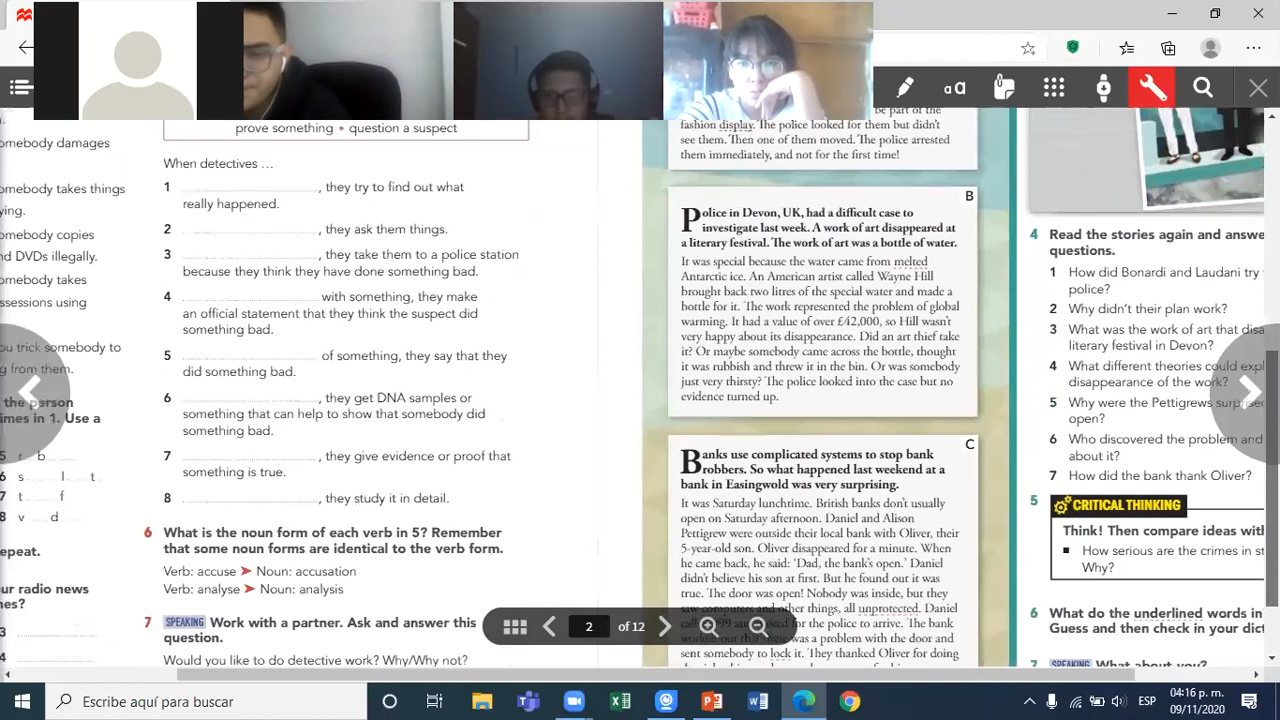 prove something • question a suspect
When detectives …
1 , they try to find out what
really happened.
2 , they ask them things.
3 , they take them to a police station
because they think they have done something bad.
4 with something, they make
an official statement that they think the suspect did
something bad.
5 of something, they say that they
did something bad.
6 , they get DNA samples or
something that can help to show that somebody did
something bad.
7 , they give evidence or proof that
something is true.
8 , they study it in detail.
6 What is the noun form of each verb in 5? Remember
that some noun forms are identical to the verb form.
Verb: accuse ➤ Noun: accusation
Verb: analyse ➤ Noun: analysis
7 SPEAKING Work with a partner. Ask and answer this
question.
Would you like to do detective work? Why/Why not?
omebody damages
omebody takes things
ying.
omebody copies
nd DVDs illegally.
omebody takes
ssessions using
ou trick somebody to
g from them.
the person
imes in 1. Use a
5 r b
6 s l t
7 t f
8 v d
epeat.
ur radio news
nes?
3
4
be part of the
fashion display. The police looked for them but didn't
see them. Then one of them moved. The police arrested
them immediately, and not for the first time!
B
Police in Devon, UK, had a difficult case to
investigate last week. A work of art disappeared at
a literary festival. The work of art was a bottle of water.
It was special because the water came from melted
Antarctic ice. An American artist called Wayne Hill
brought back two litres of the special water and made a
bottle for it. The work represented the problem of global
warming. It had a value of over £42,000, so Hill wasn't
very happy about its disappearance. Did an art thief take
it? Or maybe somebody came across the bottle, thought
it was rubbish and threw it in the bin. Or was somebody
just very thirsty? The police looked into the case but no
evidence turned up.
C
Banks use complicated systems to stop bank
robbers. So what happened last weekend at a
bank in Easingwold was very surprising.
It was Saturday lunchtime. British banks don't usually
open on Saturday afternoon. Daniel and Alison
Pettigrew were outside their local bank with Oliver, their
5-year-old son. Oliver disappeared for a minute. When
he came back, he said: 'Dad, the bank's open.' Daniel
didn't believe his son at first. But he found out it was
true. The door was open! Nobody was inside, but they
saw computers and other things, all unprotected. Daniel
for the police to arrive. The bank
was a problem with the door and
sent somebody to lock it. They thanked Oliver for doing
4 Read the stories again and answe
questions.
1 How did Bonardi and Laudani try
police?
2 Why didn't their plan work?
3 What was the work of art that disa
literary festival in Devon?
4 What different theories could expl
disappearance of the work?
5 Why were the Pettigrews surprised
open?
6 Who discovered the problem and
about it?
7 How did the bank thank Oliver?
5 CRITICAL THINKING
Think! Then compare ideas with
■ How serious are the crimes in st
Why?
6 What do the underlined words in
Guess and then check in your dict
7 SPEAKING What about you?
2 of 12
aa
Escribe aquí para buscar
ESP
04:16 p. m.
09/11/2020